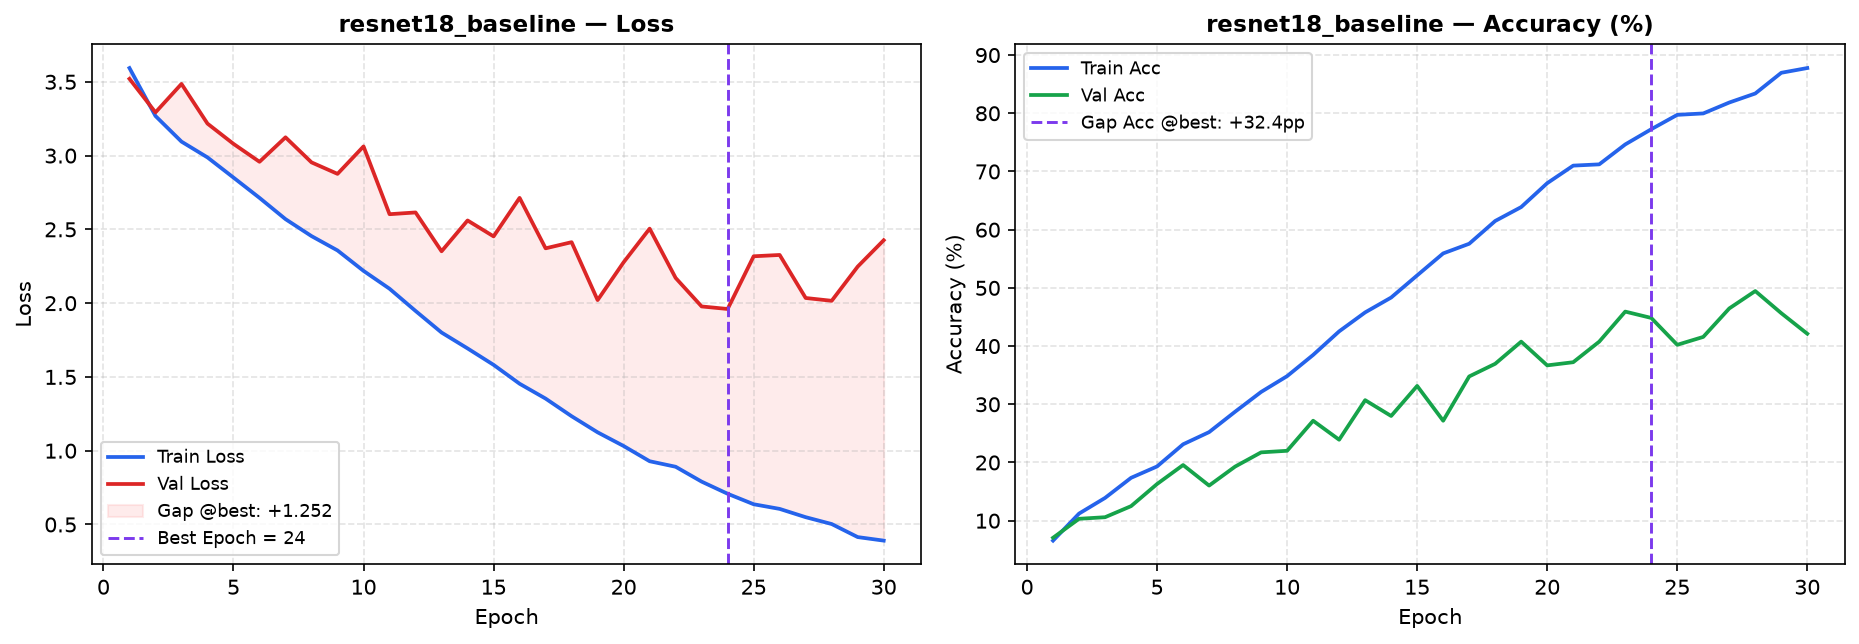 resnet18_baseline — Loss
3.5
3.0
2.5
2.0
1.5
1.0
0.5
Loss
Train Loss
Val Loss
Gap @best: +1.252
Best Epoch = 24
0 5 10 15 20 25 30
Epoch
resnet18_baseline — Accuracy (%)
90
80
70
60
50
40
30
20
10
Accuracy (%)
Train Acc
Val Acc
Gap Acc @best: +32.4pp
0 5 10 15 20 25 30
Epoch